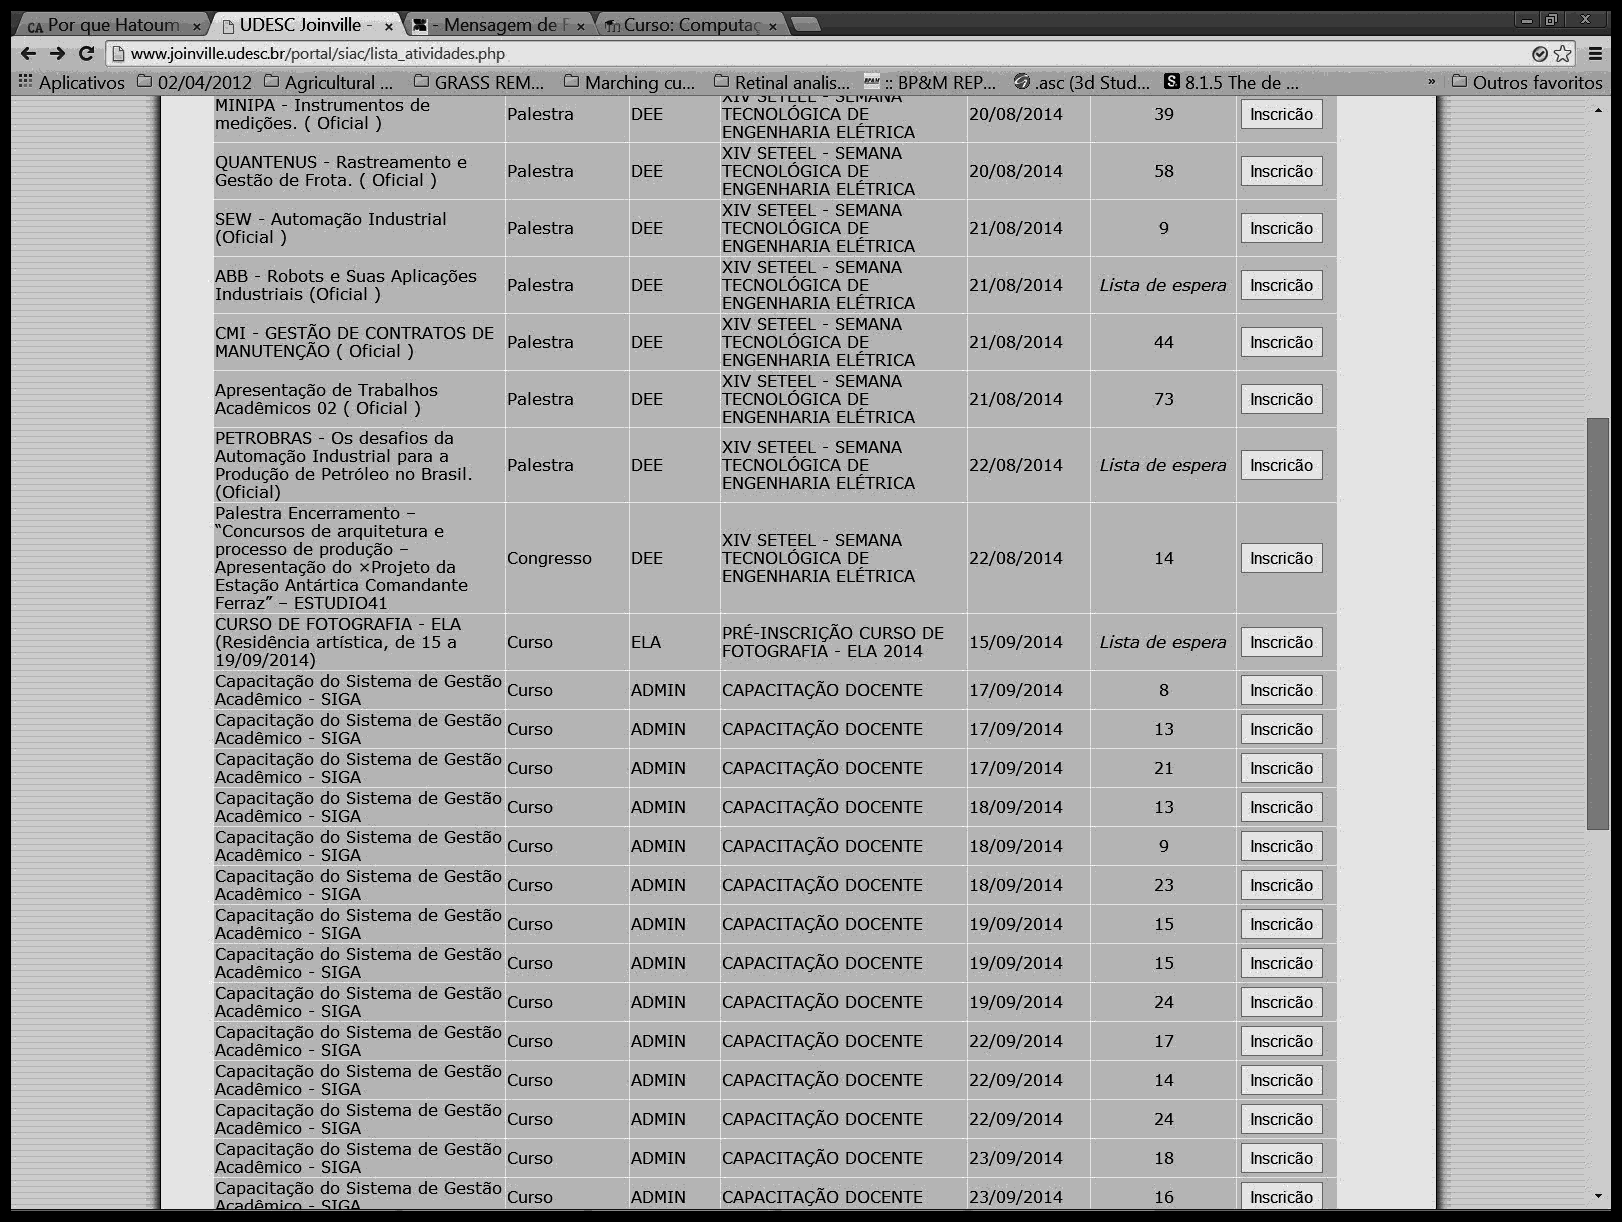 CA Por que Hatoum
UDESC Joinville -
- Mensagem de F
Curso: Computaç
www.joinville.udesc.br/portal/siac/lista_atividades.php
Aplicativos
02/04/2012
Agricultural ...
GRASS REM...
Marching cu...
Retinal analis...
:: BP&M REP...
.asc (3d Stud...
S 8.1.5 The de ...
»
Outros favoritos
MINIPA - Instrumentos de
medições. ( Oficial )
Palestra
DEE
XIV SETEEL - SEMANA
TECNOLÓGICA DE
ENGENHARIA ELÉTRICA
20/08/2014
39
Inscricão
QUANTENUS - Rastreamento e
Gestão de Frota. ( Oficial )
Palestra
DEE
XIV SETEEL - SEMANA
TECNOLÓGICA DE
ENGENHARIA ELÉTRICA
20/08/2014
58
Inscricão
SEW - Automação Industrial
(Oficial )
Palestra
DEE
XIV SETEEL - SEMANA
TECNOLÓGICA DE
ENGENHARIA ELÉTRICA
21/08/2014
9
Inscricão
ABB - Robots e Suas Aplicações
Industriais (Oficial )
Palestra
DEE
XIV SETEEL - SEMANA
TECNOLÓGICA DE
ENGENHARIA ELÉTRICA
21/08/2014
Lista de espera
Inscricão
CMI - GESTÃO DE CONTRATOS DE
MANUTENÇÃO ( Oficial )
Palestra
DEE
XIV SETEEL - SEMANA
TECNOLÓGICA DE
ENGENHARIA ELÉTRICA
21/08/2014
44
Inscricão
Apresentação de Trabalhos
Acadêmicos 02 ( Oficial )
Palestra
DEE
XIV SETEEL - SEMANA
TECNOLÓGICA DE
ENGENHARIA ELÉTRICA
21/08/2014
73
Inscricão
PETROBRAS - Os desafios da
Automação Industrial para a
Produção de Petróleo no Brasil.
(Oficial)
Palestra
DEE
XIV SETEEL - SEMANA
TECNOLÓGICA DE
ENGENHARIA ELÉTRICA
22/08/2014
Lista de espera
Inscricão
Palestra Encerramento –
“Concursos de arquitetura e
processo de produção –
Apresentação do ×Projeto da
Estação Antártica Comandante
Ferraz” – ESTUDIO41
Congresso
DEE
XIV SETEEL - SEMANA
TECNOLÓGICA DE
ENGENHARIA ELÉTRICA
22/08/2014
14
Inscricão
CURSO DE FOTOGRAFIA - ELA
(Residência artística, de 15 a
19/09/2014)
Curso
ELA
PRÉ-INSCRIÇÃO CURSO DE
FOTOGRAFIA - ELA 2014
15/09/2014
Lista de espera
Inscricão
Capacitação do Sistema de Gestão
Acadêmico - SIGA
Curso
ADMIN
CAPACITAÇÃO DOCENTE
17/09/2014
8
Inscricão
Capacitação do Sistema de Gestão
Acadêmico - SIGA
Curso
ADMIN
CAPACITAÇÃO DOCENTE
17/09/2014
13
Inscricão
Capacitação do Sistema de Gestão
Acadêmico - SIGA
Curso
ADMIN
CAPACITAÇÃO DOCENTE
17/09/2014
21
Inscricão
Capacitação do Sistema de Gestão
Acadêmico - SIGA
Curso
ADMIN
CAPACITAÇÃO DOCENTE
18/09/2014
13
Inscricão
Capacitação do Sistema de Gestão
Acadêmico - SIGA
Curso
ADMIN
CAPACITAÇÃO DOCENTE
18/09/2014
9
Inscricão
Capacitação do Sistema de Gestão
Acadêmico - SIGA
Curso
ADMIN
CAPACITAÇÃO DOCENTE
18/09/2014
23
Inscricão
Capacitação do Sistema de Gestão
Acadêmico - SIGA
Curso
ADMIN
CAPACITAÇÃO DOCENTE
19/09/2014
15
Inscricão
Capacitação do Sistema de Gestão
Acadêmico - SIGA
Curso
ADMIN
CAPACITAÇÃO DOCENTE
19/09/2014
15
Inscricão
Capacitação do Sistema de Gestão
Acadêmico - SIGA
Curso
ADMIN
CAPACITAÇÃO DOCENTE
19/09/2014
24
Inscricão
Capacitação do Sistema de Gestão
Acadêmico - SIGA
Curso
ADMIN
CAPACITAÇÃO DOCENTE
22/09/2014
17
Inscricão
Capacitação do Sistema de Gestão
Acadêmico - SIGA
Curso
ADMIN
CAPACITAÇÃO DOCENTE
22/09/2014
14
Inscricão
Capacitação do Sistema de Gestão
Acadêmico - SIGA
Curso
ADMIN
CAPACITAÇÃO DOCENTE
22/09/2014
24
Inscricão
Capacitação do Sistema de Gestão
Acadêmico - SIGA
Curso
ADMIN
CAPACITAÇÃO DOCENTE
23/09/2014
18
Inscricão
Capacitação do Sistema de Gestão
Acadêmico - SIGA
Curso
ADMIN
CAPACITAÇÃO DOCENTE
23/09/2014
16
Inscricão